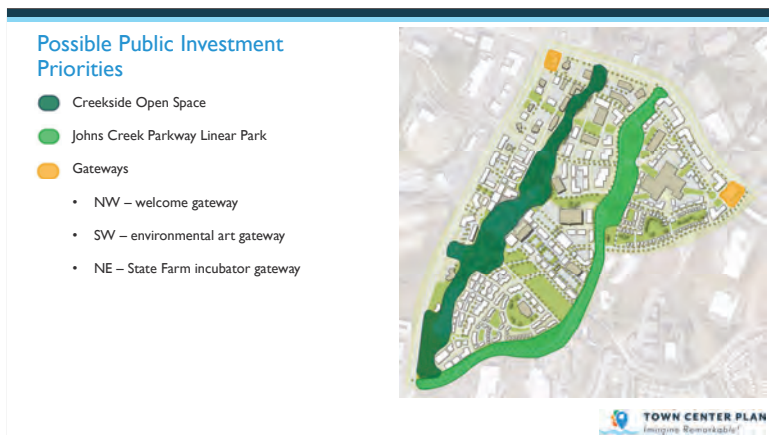 Possible Public Investment
Priorities
Creekside Open Space
Johns Creek Parkway Linear Park
Gateways
• NW – welcome gateway
• SW – environmental art gateway
• NE – State Farm incubator gateway
TOWN CENTER PLAN
Imagine Remarkable!